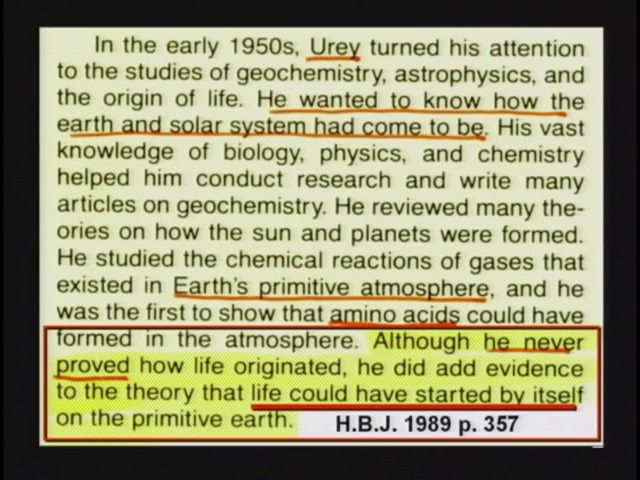 In the early 1950s, Urey turned his attention
to the studies of geochemistry, astrophysics, and
the origin of life. He wanted to know how the
earth and solar system had come to be. His vast
knowledge of biology, physics, and chemistry
helped him conduct research and write many
articles on geochemistry. He reviewed many the-
ories on how the sun and planets were formed.
He studied the chemical reactions of gases that
existed in Earth's primitive atmosphere, and he
was the first to show that amino acids could have
formed in the atmosphere. Although he never
proved how life originated, he did add evidence
to the theory that life could have started by itself
on the primitive earth. H.B.J. 1989 p. 357